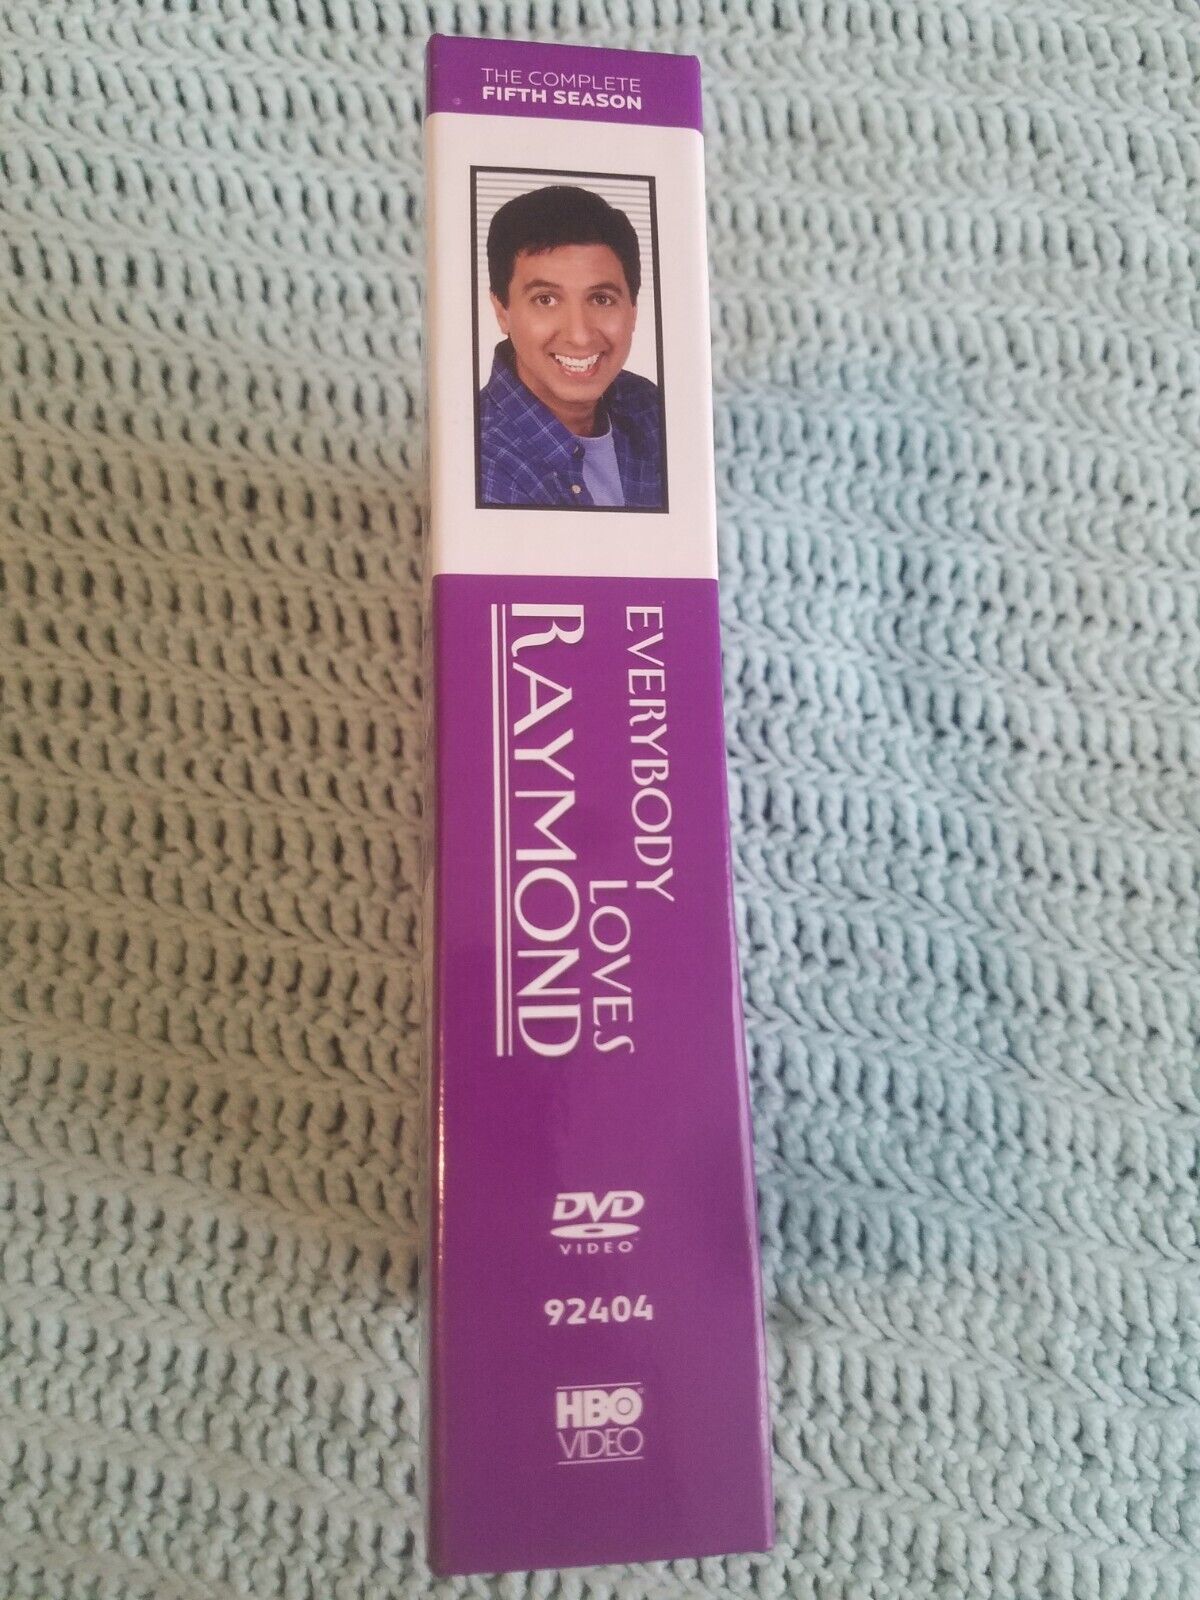 THE COMPLETE
FIFTH SEASON
EVERYBODY
LOVES
RAYMOND
DVD
VIDEO
92404
HBO
VIDEO